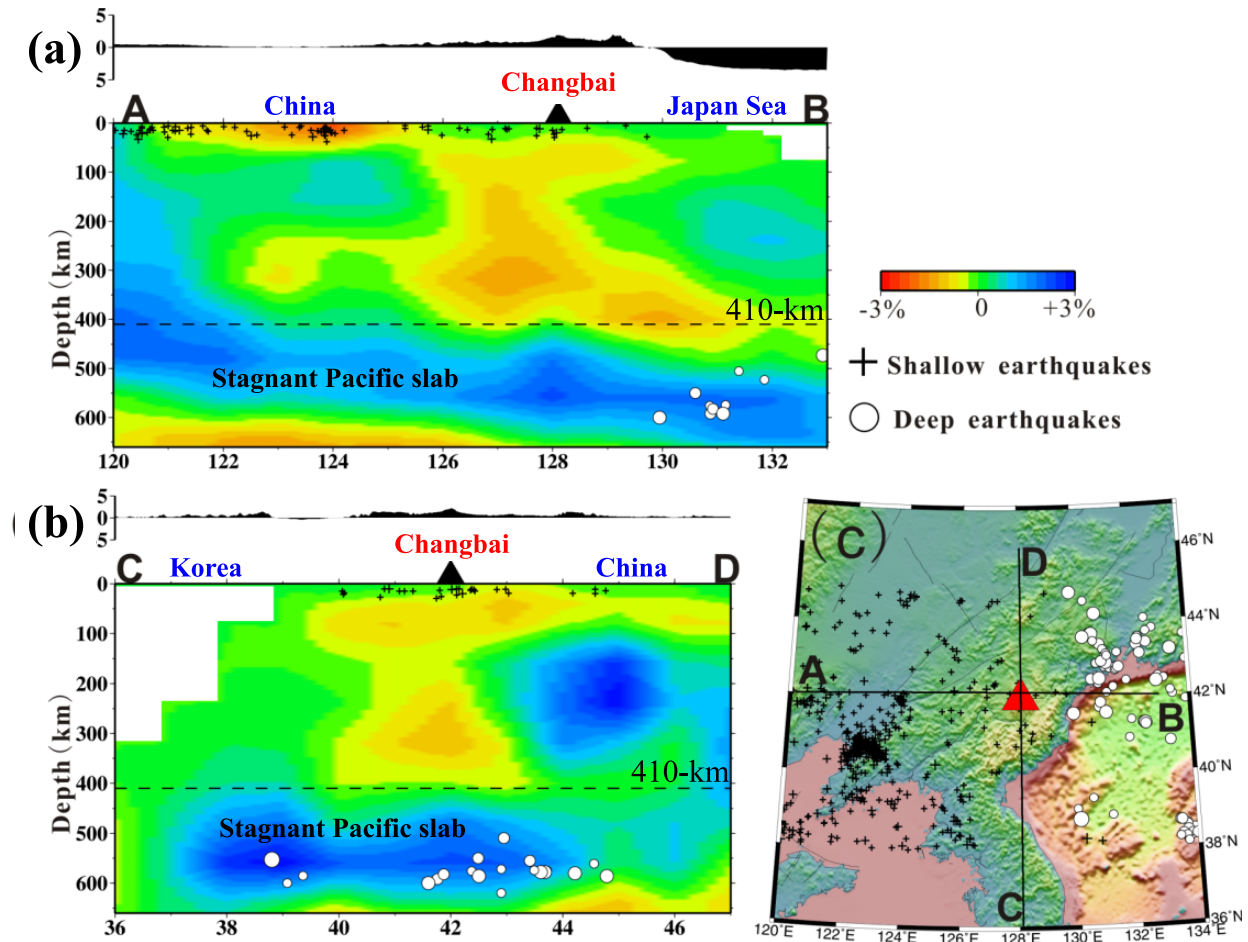 (a)
5
0
5
Changbai
A
China
Japan Sea
B
0
100
200
300
400
500
600
Depth(km)
410-km
Stagnant Pacific slab
120
122
124
126
128
130
132
-3%
0
+3%
Shallow earthquakes
Deep earthquakes
(b)
5
0
5
Changbai
C
Korea
China
D
0
100
200
300
400
500
600
Depth(km)
410-km
Stagnant Pacific slab
36
38
40
42
44
46
(C)
D
A
B
C
46°N
44°N
42°N
40°N
38°N
36°N
120°E
122°E
124°E
126°E
128°E
130°E
132°E
134°E